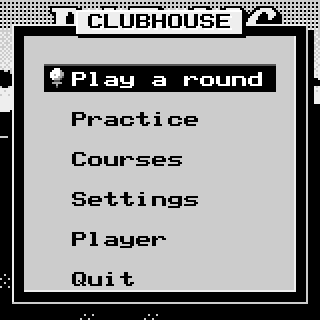 CLUBHOUSE
Play a round
Practice
Courses
Settings
Player
Quit